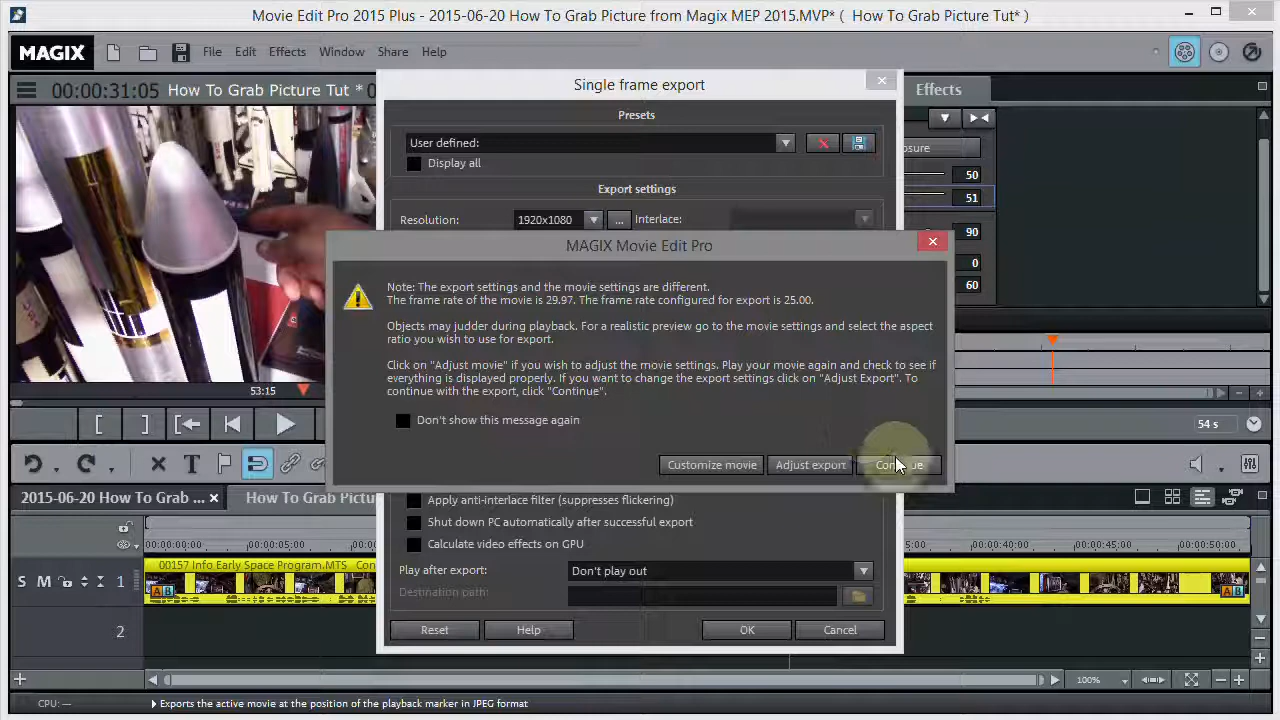 Movie Edit Pro 2015 Plus - 2015-06-20 How To Grab Picture from Magix MEP 2015.MVP* ( How To Grab Picture Tut* )
MAGIX File Edit Effects Window Share Help
00:00:31:05 How To Grab Picture Tut *
Single frame export
Effects
Presets
User defined:
Display all
Export settings
Resolution: 1920x1080 ... Interlace:
50
51
90
0
60
MAGIX Movie Edit Pro
Note: The export settings and the movie settings are different.
The frame rate of the movie is 29.97. The frame rate configured for export is 25.00.
Objects may judder during playback. For a realistic preview go to the movie settings and select the aspect
ratio you wish to use for export.
Click on "Adjust movie" if you wish to adjust the movie settings. Play your movie again and check to see if
everything is displayed properly. If you want to change the export settings click on "Adjust Export". To
continue with the export, click "Continue".
Don't show this message again
Customize movie Adjust export Continue
53:15
54 s
Apply anti-interlace filter (suppresses flickering)
Shut down PC automatically after successful export
Calculate video effects on GPU
Play after export: Don't play out
Destination path:
Reset Help OK Cancel
2015-06-20 How To Grab ... × How To Grab Pictu
00:00:00:00 00:00:05:00 00:00:50:00
00157 Info Early Space Program.MTS
S M 1
A B
A B
2
100%
CPU: — Exports the active movie at the position of the playback marker in JPEG format